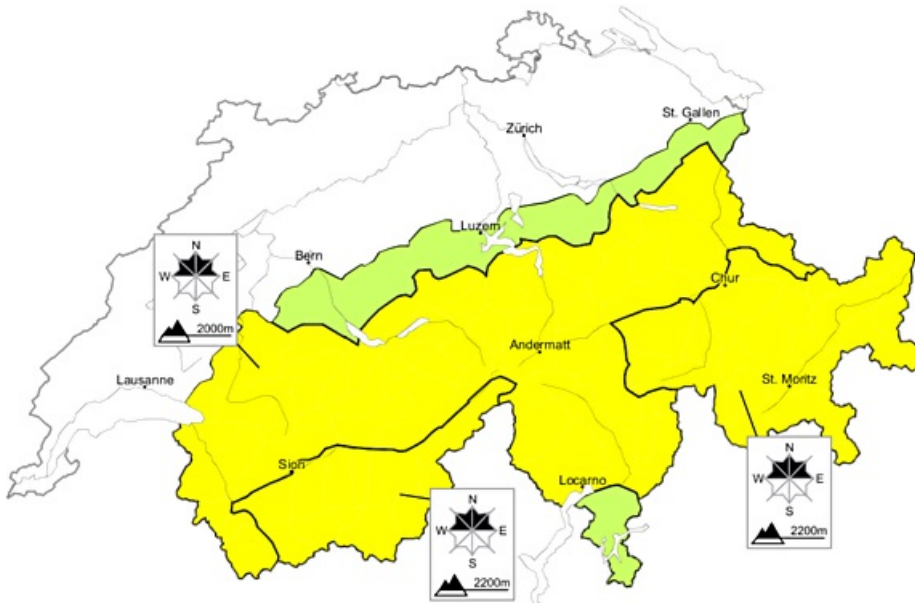 St. Gallen
Zürich
Luzern
N
Bern
W E
S
Chur
2000m
Andermatt
Lausanne
St. Moritz
N
Sion
W E
Locarno
S
N
2200m
W E
S
2200m